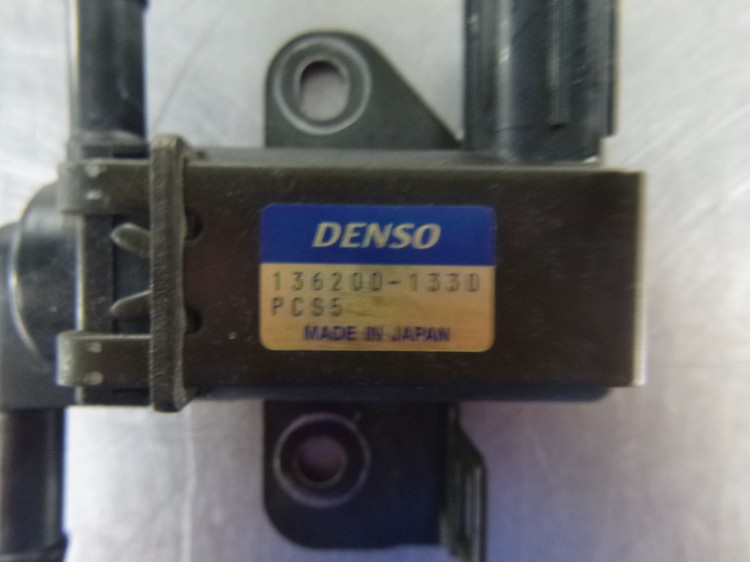 DENSO
136200-1330
PCS5
MADE IN JAPAN